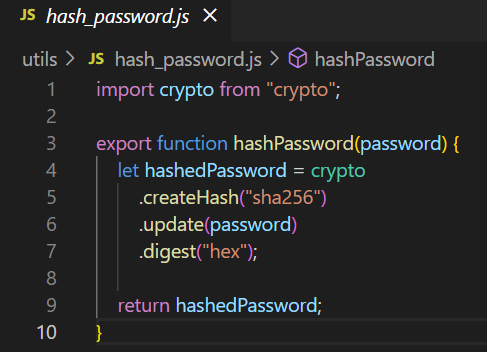 JS hash_password.js ×
utils > JS hash_password.js > hashPassword
1 import crypto from "crypto";
2
3 export function hashPassword(password) {
4 let hashedPassword = crypto
5 .createHash("sha256")
6 .update(password)
7 .digest("hex");
8
9 return hashedPassword;
10 }